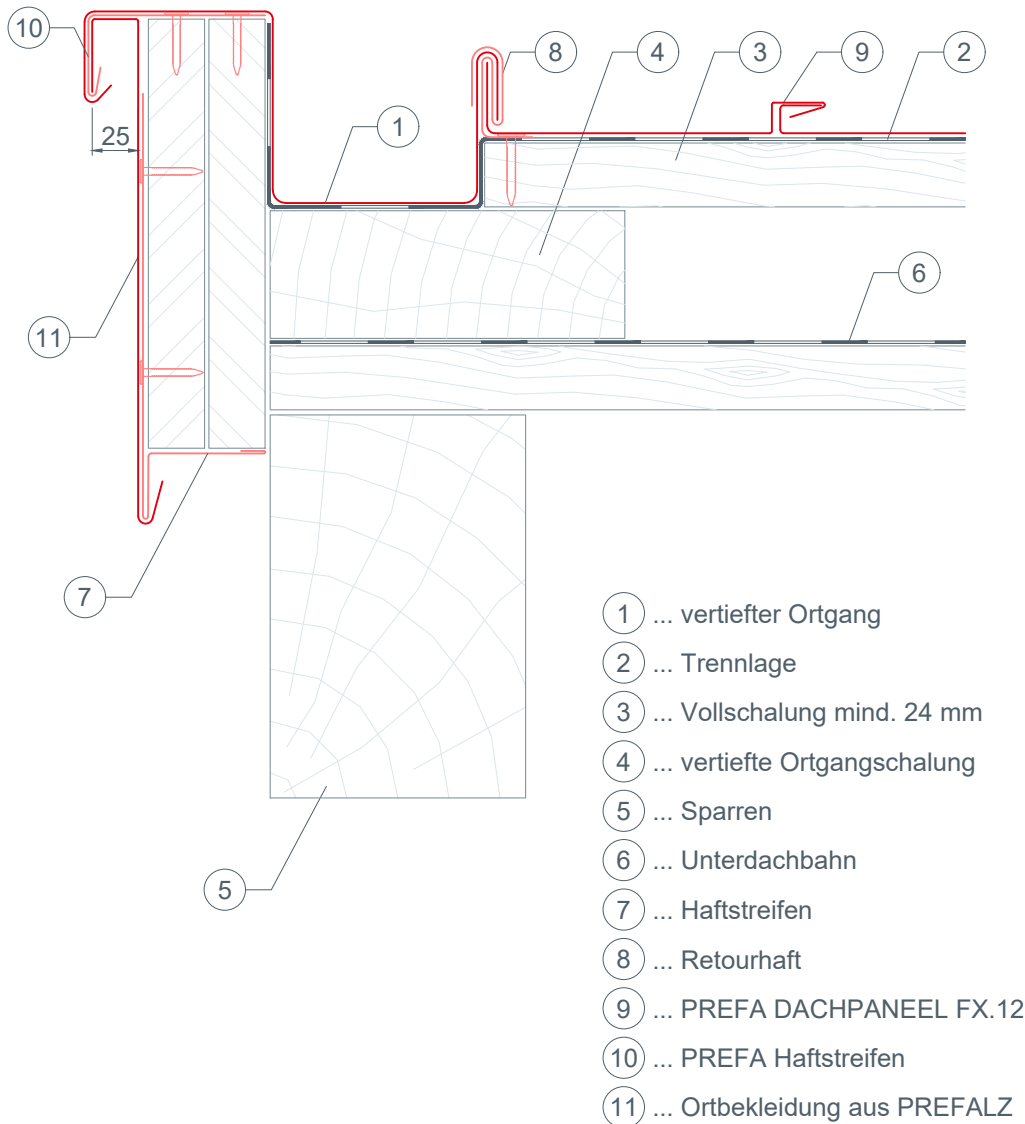 10
8
4
3
9
2
1
25
6
11
7
5
1 ... vertiefter Ortgang
2 ... Trennlage
3 ... Vollschalung mind. 24 mm
4 ... vertiefte Ortgangschalung
5 ... Sparren
6 ... Unterdachbahn
7 ... Haftstreifen
8 ... Retourhaft
9 ... PREFA DACHPANEEL FX.12
10 ... PREFA Haftstreifen
11 ... Ortbekleidung aus PREFALZ